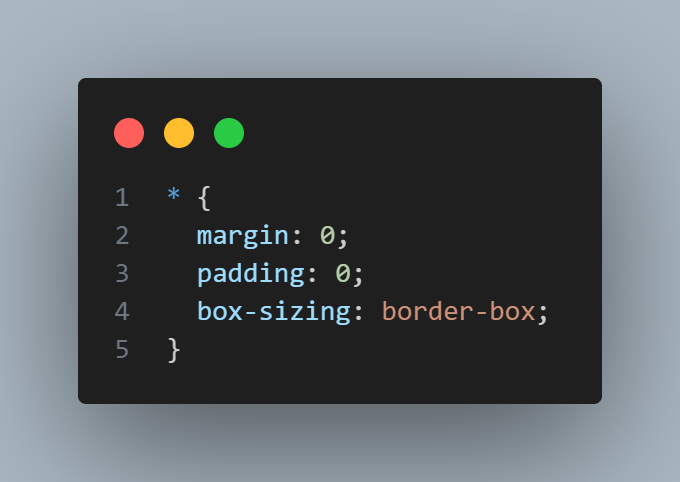 1 * {
2   margin: 0;
3   padding: 0;
4   box-sizing: border-box;
5 }